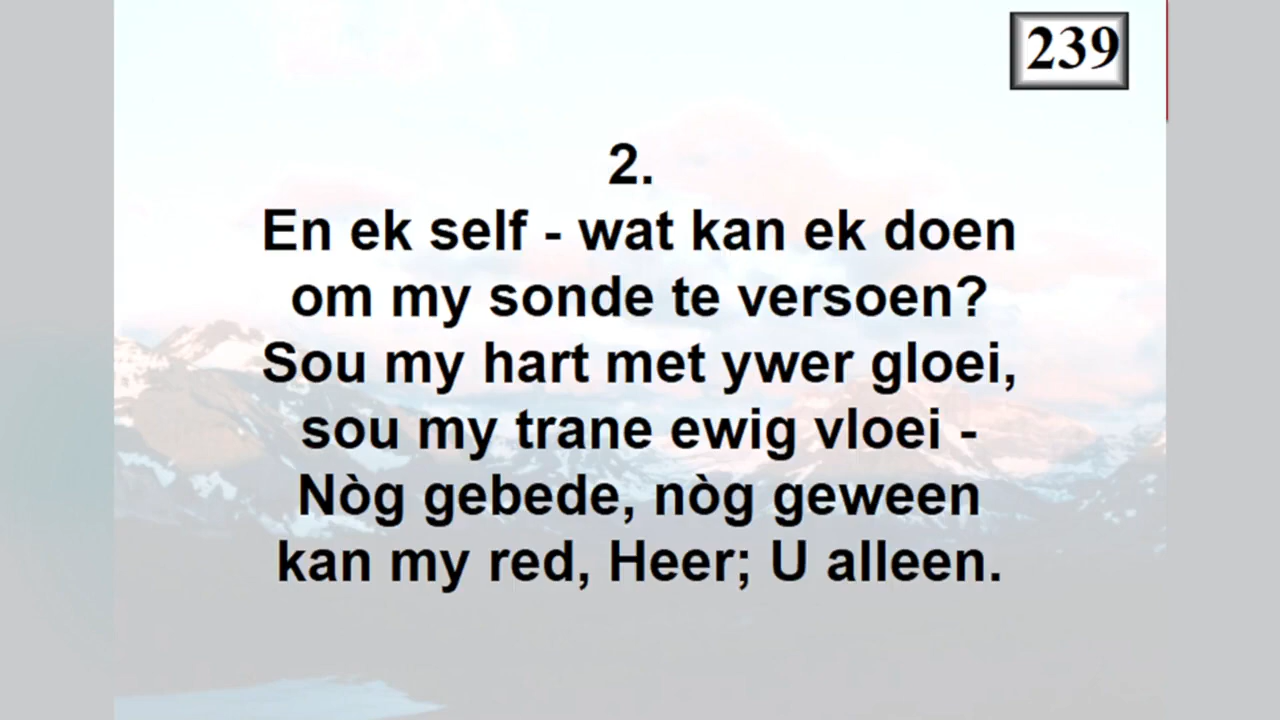 239
2.
En ek self - wat kan ek doen
om my sonde te versoen?
Sou my hart met ywer gloei,
sou my trane ewig vloei -
Nòg gebede, nòg geween
kan my red, Heer; U alleen.